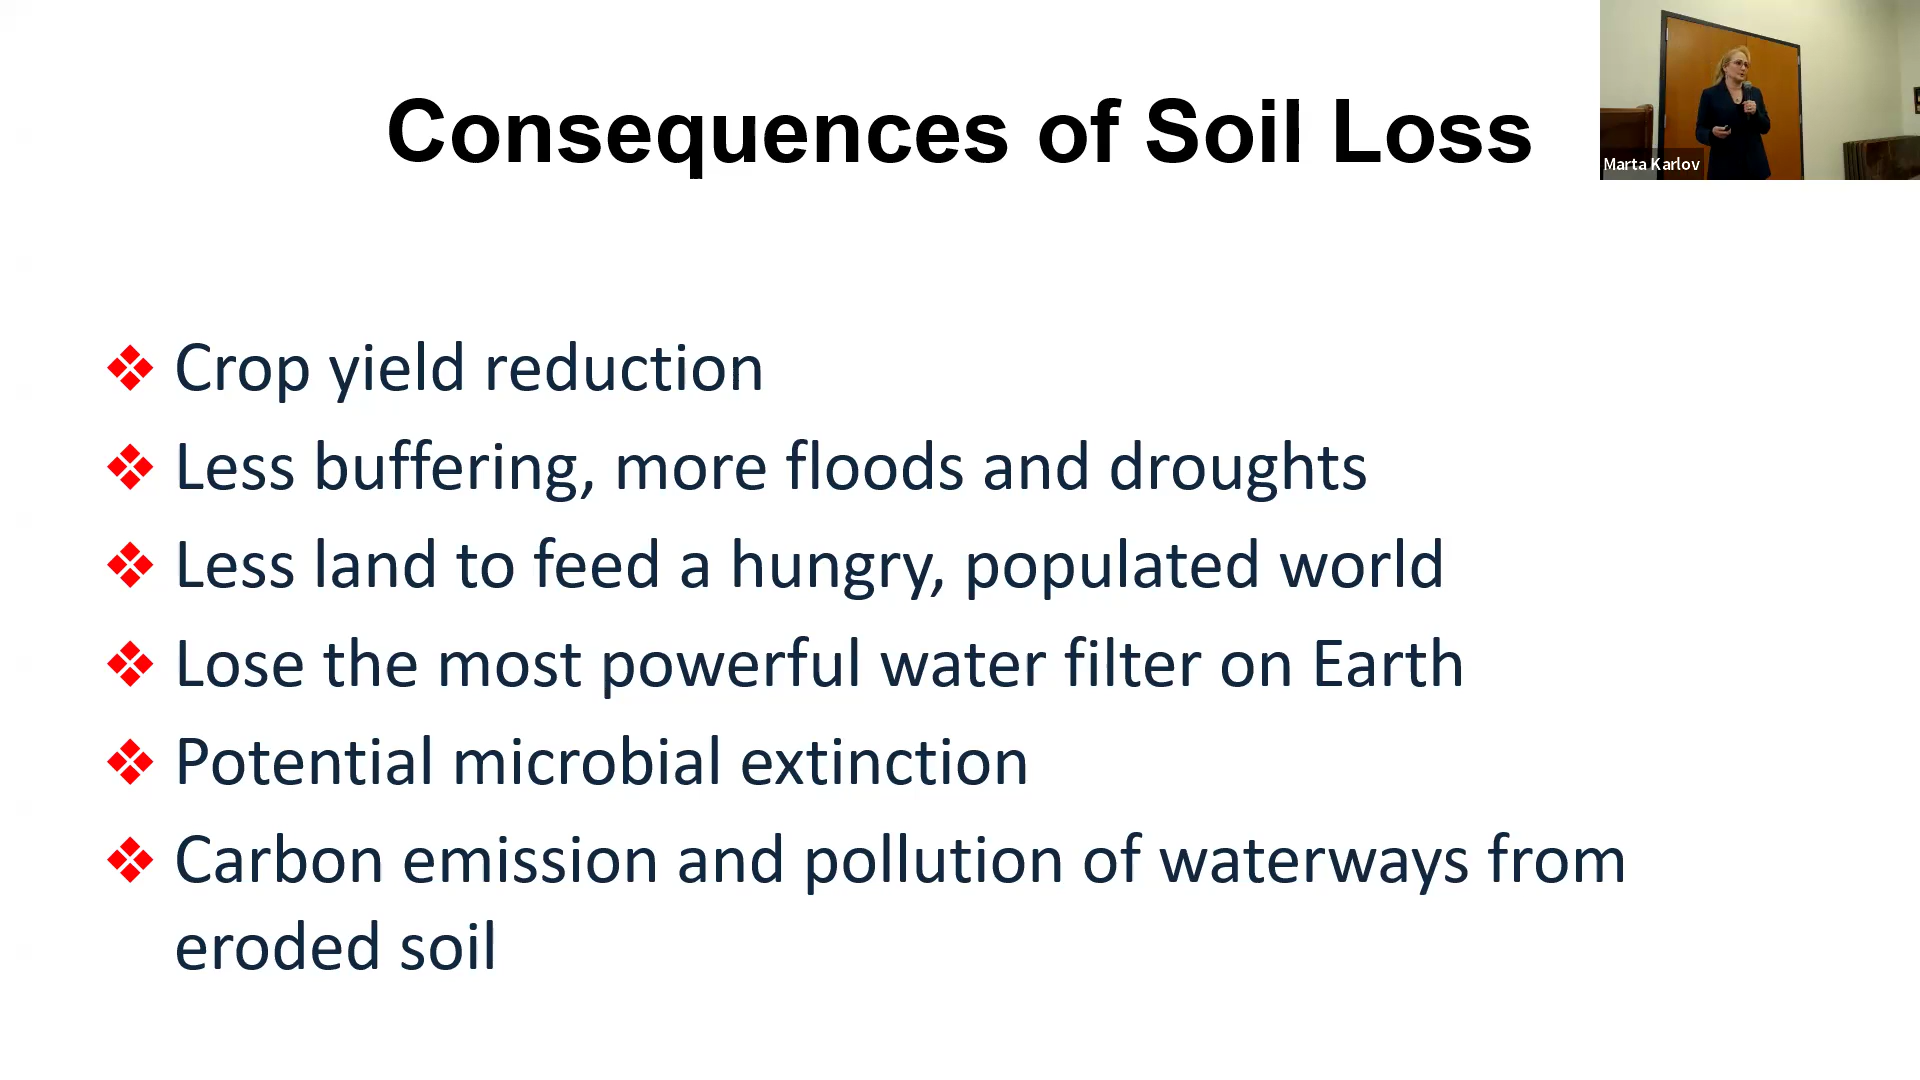 Consequences of Soil Loss
Marta Karlov
Crop yield reduction
Less buffering, more floods and droughts
Less land to feed a hungry, populated world
Lose the most powerful water filter on Earth
Potential microbial extinction
Carbon emission and pollution of waterways from
eroded soil